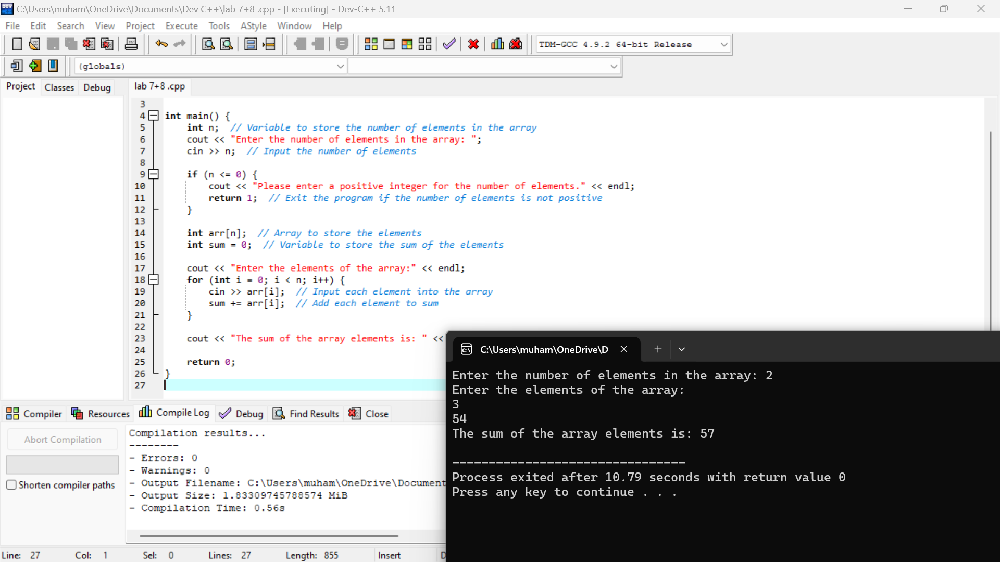 C:\Users\muham\OneDrive\Documents\Dev C++\lab 7+8 .cpp - [Executing] - Dev-C++ 5.11
File Edit Search View Project Execute Tools AStyle Window Help
TDM-GCC 4.9.2 64-bit Release
(globals)
Project Classes Debug
lab 7+8 .cpp
3
4 int main() {
5 int n; // Variable to store the number of elements in the array
6 cout << "Enter the number of elements in the array: ";
7 cin >> n; // Input the number of elements
8
9 if (n <= 0) {
10 cout << "Please enter a positive integer for the number of elements." << endl;
11 return 1; // Exit the program if the number of elements is not positive
12 }
13
14 int arr[n]; // Array to store the elements
15 int sum = 0; // Variable to store the sum of the elements
16
17 cout << "Enter the elements of the array:" << endl;
18 for (int i = 0; i < n; i++) {
19 cin >> arr[i]; // Input each element into the array
20 sum += arr[i]; // Add each element to sum
21 }
22
23 cout << "The sum of the array elements is: " <<
24
25 return 0;
26 }
27
Compiler Resources Compile Log Debug Find Results Close
Abort Compilation
Shorten compiler paths
Compilation results...
--------
- Errors: 0
- Warnings: 0
- Output Filename: C:\Users\muham\OneDrive\Document
- Output Size: 1.83309745788574 MiB
- Compilation Time: 0.56s
Line: 27 Col: 1 Sel: 0 Lines: 27 Length: 855 Insert D
C:\Users\muham\OneDrive\D
Enter the number of elements in the array: 2
Enter the elements of the array:
3
54
The sum of the array elements is: 57
--------------------------------
Process exited after 10.79 seconds with return value 0
Press any key to continue . . .